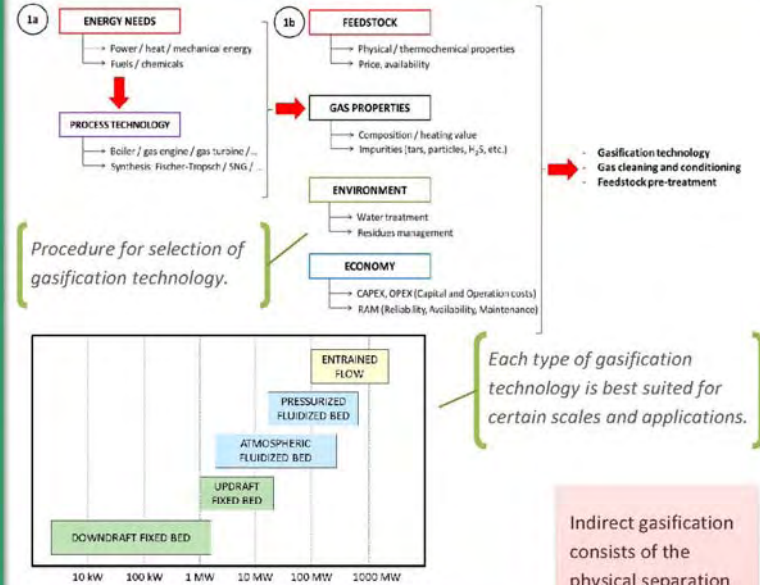 1a
ENERGY NEEDS
Power / heat / mechanical energy
Fuels / chemicals
PROCESS TECHNOLOGY
Boiler / gas engine / gas turbine / ...
Synthesis: Fischer-Tropsch / SNG / ...
1b
FEEDSTOCK
Physical / thermochemical properties
Price, availability
GAS PROPERTIES
Composition / heating value
Impurities (tars, particles, H₂S, etc.)
ENVIRONMENT
Water treatment
Residues management
ECONOMY
CAPEX, OPEX (Capital and Operation costs)
RAM (Reliability, Availability, Maintenance)
- Gasification technology
- Gas cleaning and conditioning
- Feedstock pre-treatment
Procedure for selection of
gasification technology.
ENTRAINED
FLOW
PRESSURIZED
FLUIDIZED BED
ATMOSPHERIC
FLUIDIZED BED
UPDRAFT
FIXED BED
DOWNDRAFT FIXED BED
10 kW 100 kW 1 MW 10 MW 100 MW 1000 MW
Each type of gasification
technology is best suited for
certain scales and applications.
Indirect gasification
consists of the
physical separation